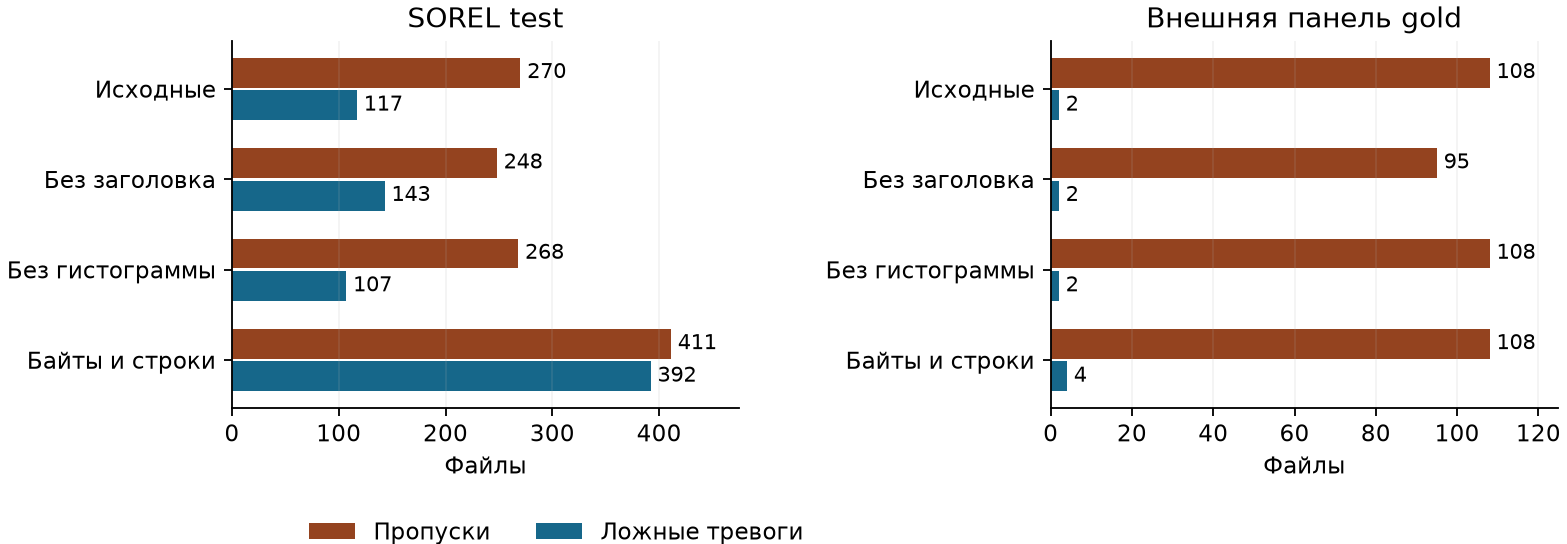 SOREL test
Исходные
270
117
Без заголовка
248
143
Без гистограммы
268
107
Байты и строки
411
392
0 100 200 300 400
Файлы
Внешняя панель gold
Исходные
108
2
Без заголовка
95
2
Без гистограммы
108
2
Байты и строки
108
4
0 20 40 60 80 100 120
Файлы
Пропуски Ложные тревоги